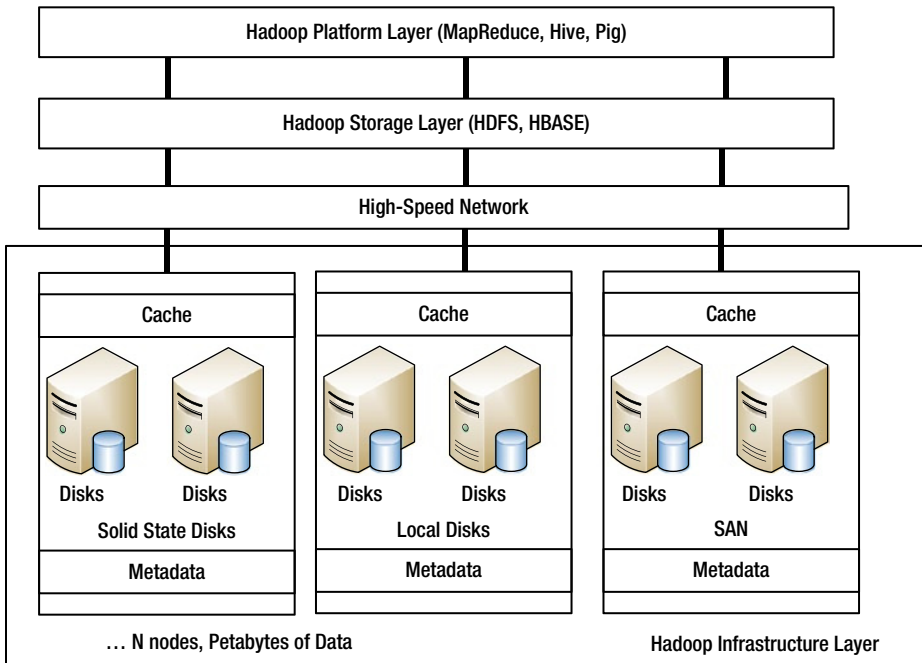 Hadoop Platform Layer (MapReduce, Hive, Pig)
Hadoop Storage Layer (HDFS, HBASE)
High-Speed Network
Cache
Disks
Disks
Solid State Disks
Metadata
Cache
Disks
Disks
Local Disks
Metadata
Cache
Disks
Disks
SAN
Metadata
… N nodes, Petabytes of Data
Hadoop Infrastructure Layer